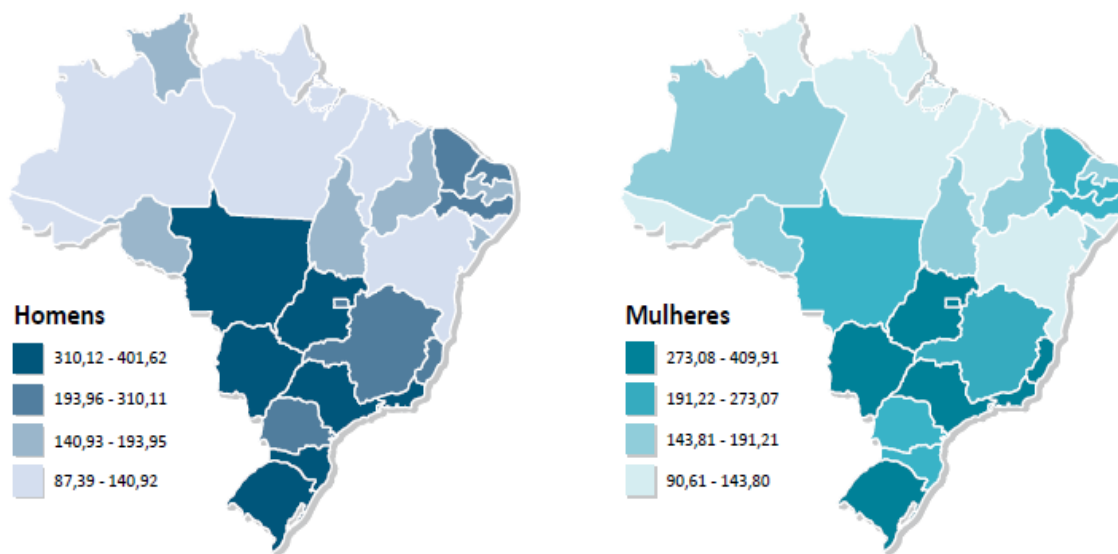 Homens
310,12 - 401,62
193,96 - 310,11
140,93 - 193,95
87,39 - 140,92
Mulheres
273,08 - 409,91
191,22 - 273,07
143,81 - 191,21
90,61 - 143,80